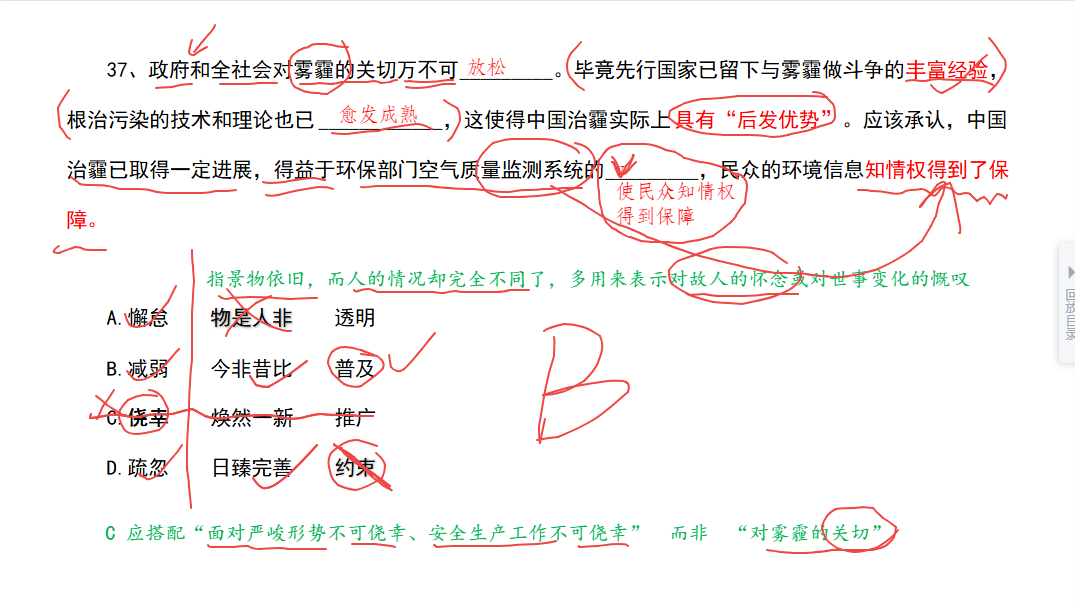 37、政府和全社会对雾霾的关切万不可放松。毕竟先行国家已留下与雾霾做斗争的丰富经验，
根治污染的技术和理论也已愈发成熟，这使得中国治霾实际上具有“后发优势”。应该承认，中国
治霾已取得一定进展，得益于环保部门空气质量监测系统的________，民众的环境信息知情权得到了保
使民众知情权
得到保障
障。
指景物依旧，而人的情况却完全不同了，多用来表示对故人的怀念或对世事变化的慨叹
A. 懈怠 物是人非 透明
B. 减弱 今非昔比 普及
B
C. 侥幸 焕然一新 推广
D. 疏忽 日臻完善 约束
C 应搭配“面对严峻形势不可侥幸、安全生产工作不可侥幸” 而非 “对雾霾的关切”
回放目录